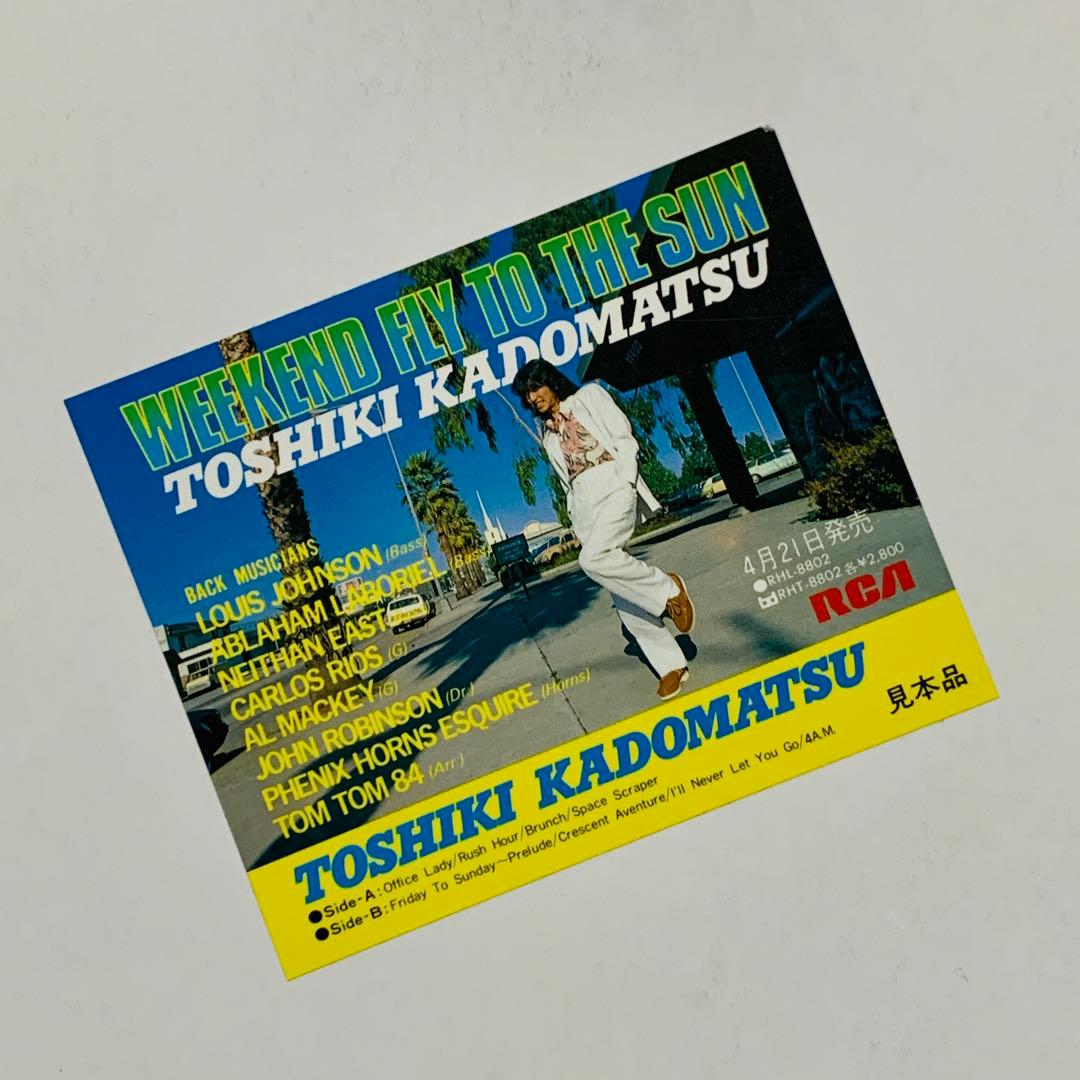 WEEKEND FLY TO THE SUN
TOSHIKI KADOMATSU
BACK MUSICIANS
LOUIS JOHNSON (Bass)
ABLAHAM LABORIEL (Bass)
NEITHAN EAST
CARLOS RIOS (G)
AL MACKEY (G)
JOHN ROBINSON (Dr.)
PHENIX HORNS ESQUIRE (Horns)
TOM TOM 84 (Arr.)
4月21日発売
●RHL-8802
RHT-8802 各¥2,800
RCA
TOSHIKI KADOMATSU
見本品
●Side-A:Office Lady/Rush Hour/Brunch/Space Scraper
●Side-B:Friday To Sunday〜Prelude/Crescent Aventure/I'll Never Let You Go/4A.M.